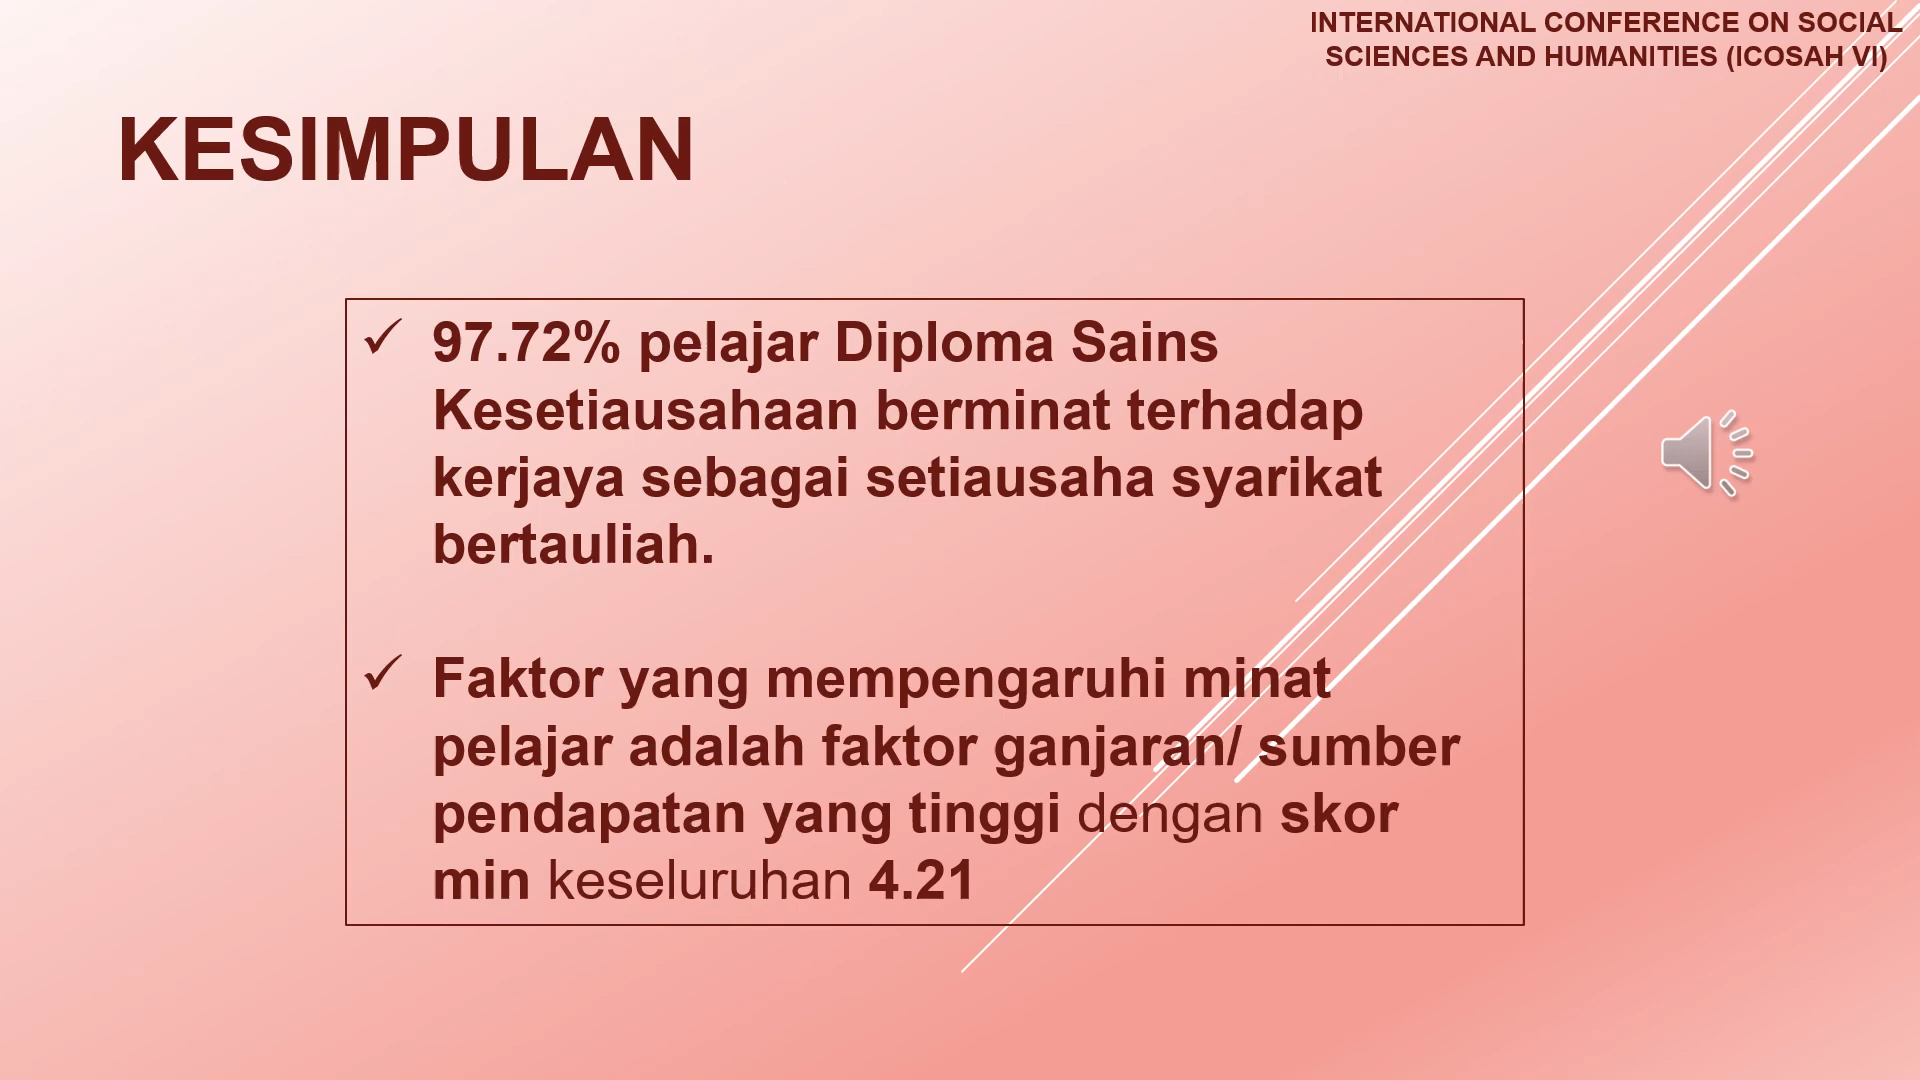 INTERNATIONAL CONFERENCE ON SOCIAL
SCIENCES AND HUMANITIES (ICOSAH VI)
KESIMPULAN
✓ 97.72% pelajar Diploma Sains
Kesetiausahaan berminat terhadap
kerjaya sebagai setiausaha syarikat
bertauliah.
✓ Faktor yang mempengaruhi minat
pelajar adalah faktor ganjaran/ sumber
pendapatan yang tinggi dengan skor
min keseluruhan 4.21